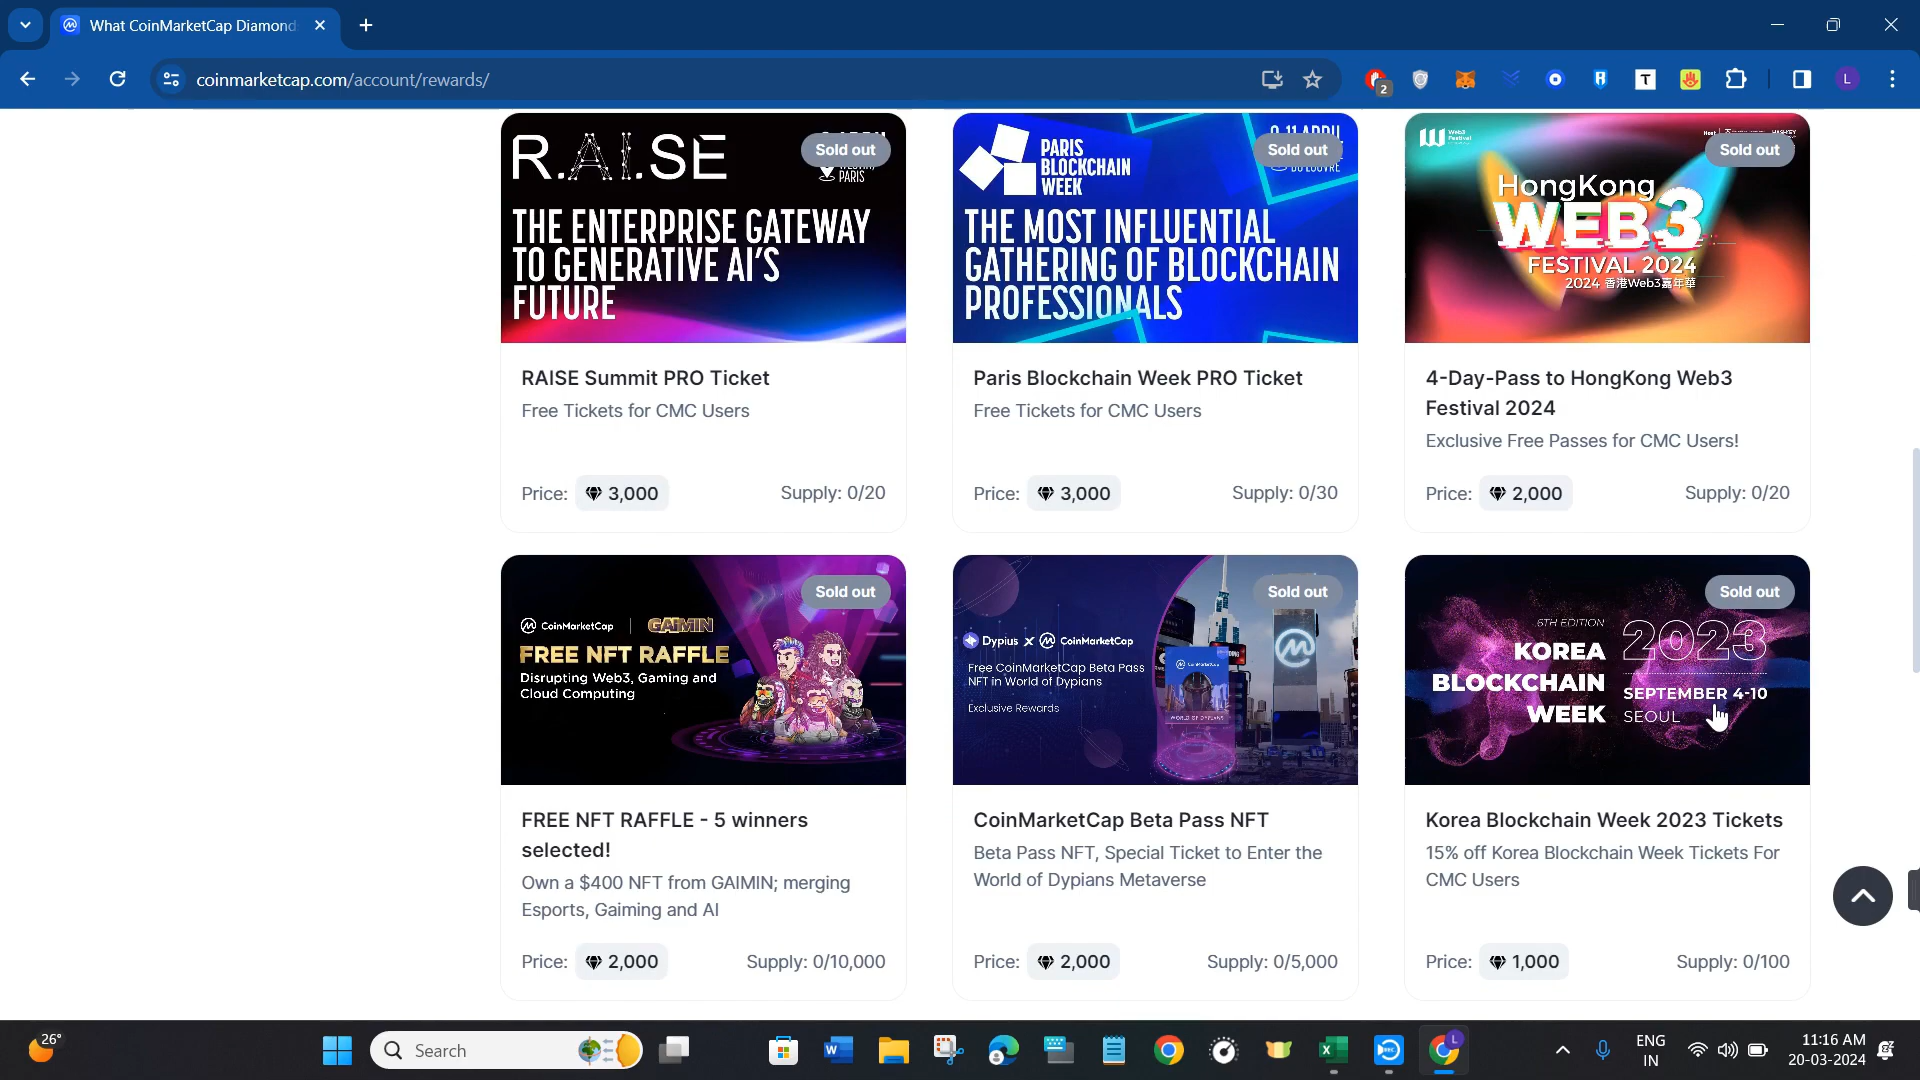 What CoinMarketCap Diamond
coinmarketcap.com/account/rewards/
2
L
R.AI.SE
Sold out
PARIS
THE ENTERPRISE GATEWAY
TO GENERATIVE AI'S
FUTURE
RAISE Summit PRO Ticket
Free Tickets for CMC Users
Price: 3,000
Supply: 0/20
PARIS
BLOCKCHAIN
WEEK
Sold out
DU LOUVRE
THE MOST INFLUENTIAL
GATHERING OF BLOCKCHAIN
PROFESSIONALS
Paris Blockchain Week PRO Ticket
Free Tickets for CMC Users
Price: 3,000
Supply: 0/30
Web3
Festival
Sold out
HongKong
WEB3
FESTIVAL 2024
2024 香港Web3嘉年華
4-Day-Pass to HongKong Web3
Festival 2024
Exclusive Free Passes for CMC Users!
Price: 2,000
Supply: 0/20
Sold out
CoinMarketCap | GAIMIN
FREE NFT RAFFLE
Disrupting Web3, Gaming and
Cloud Computing
FREE NFT RAFFLE - 5 winners
selected!
Own a $400 NFT from GAIMIN; merging
Esports, Gaiming and AI
Price: 2,000
Supply: 0/10,000
Sold out
Dypius X CoinMarketCap
Free CoinMarketCap Beta Pass
NFT in World of Dypians
Exclusive Rewards
CoinMarketCap
WORLD OF DYPIANS
CoinMarketCap Beta Pass NFT
Beta Pass NFT, Special Ticket to Enter the
World of Dypians Metaverse
Price: 2,000
Supply: 0/5,000
Sold out
6TH EDITION
KOREA
BLOCKCHAIN
WEEK
2023
SEPTEMBER 4-10
SEOUL
Korea Blockchain Week 2023 Tickets
15% off Korea Blockchain Week Tickets For
CMC Users
Price: 1,000
Supply: 0/100
26°
Search
L
ENG
IN
11:16 AM
20-03-2024